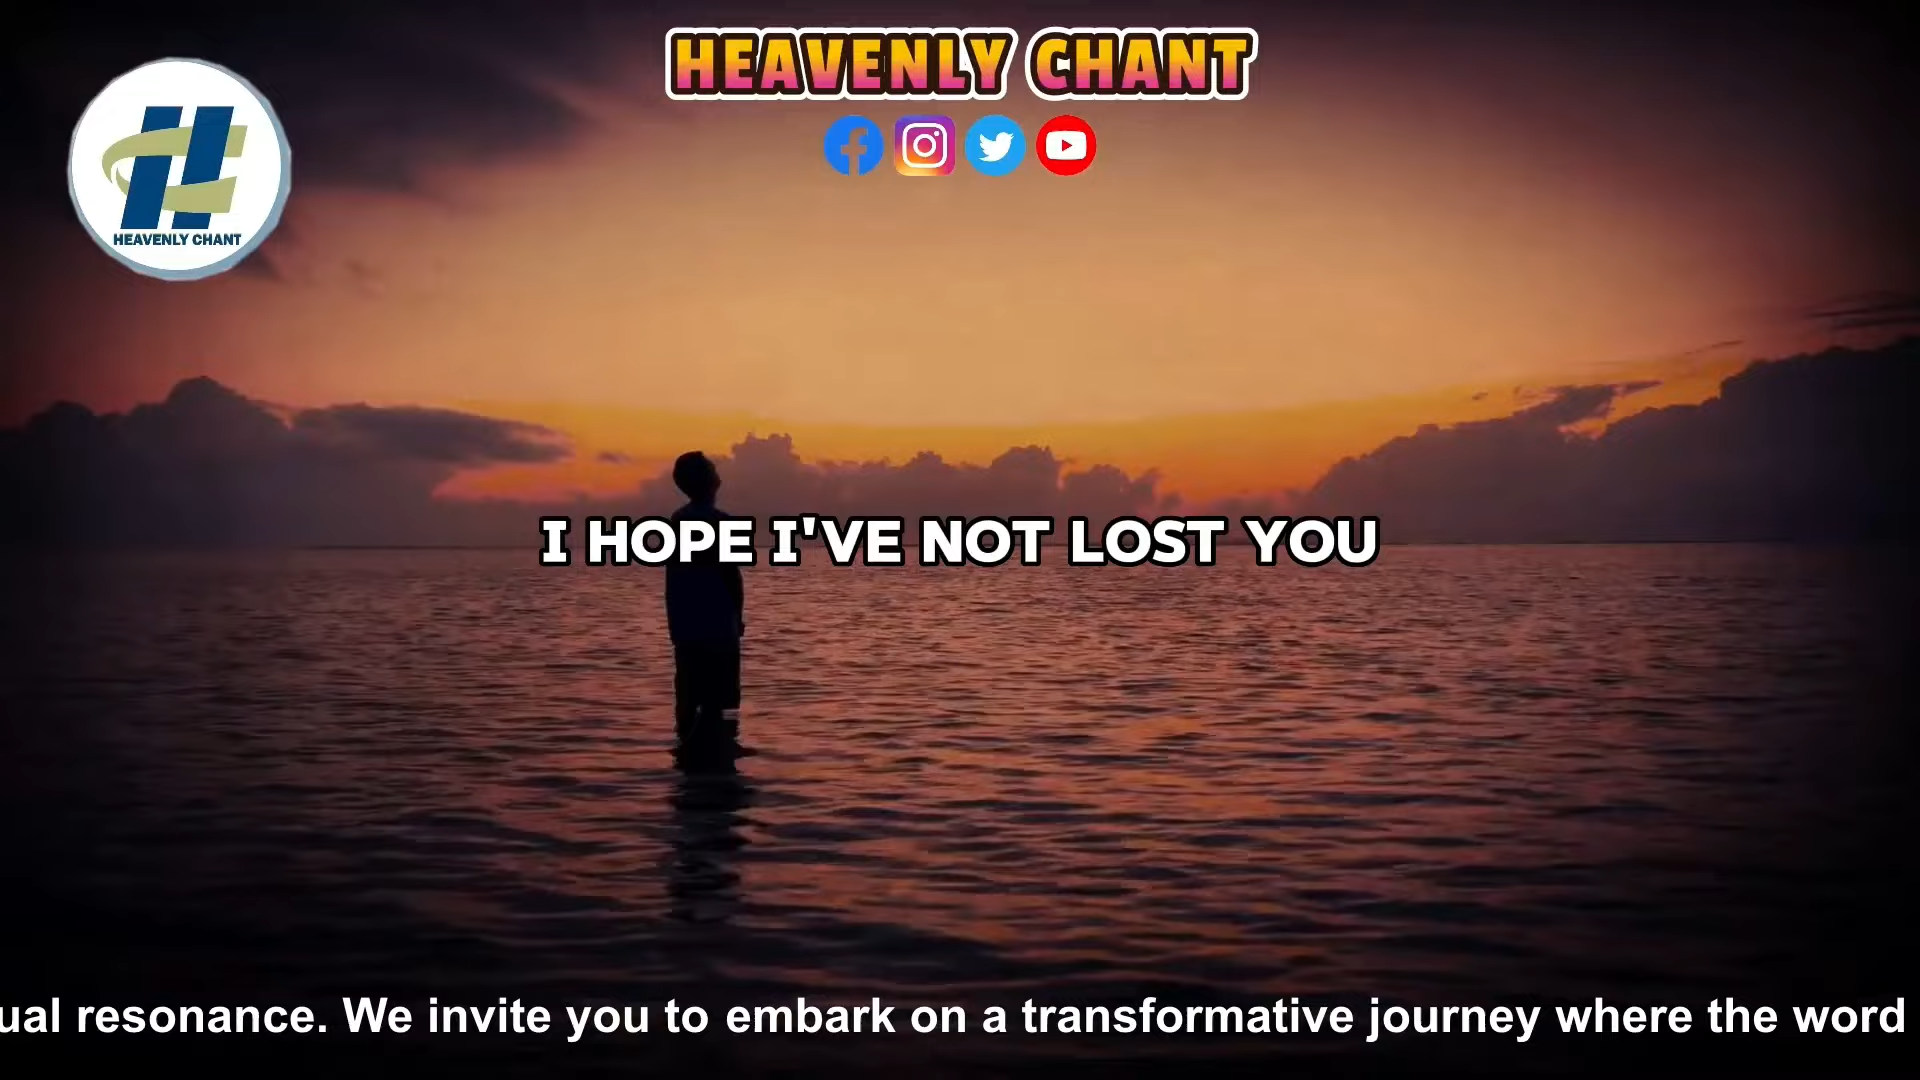 HEAVENLY CHANT
HEAVENLY CHANT
I HOPE I'VE NOT LOST YOU
ual resonance. We invite you to embark on a transformative journey where the word